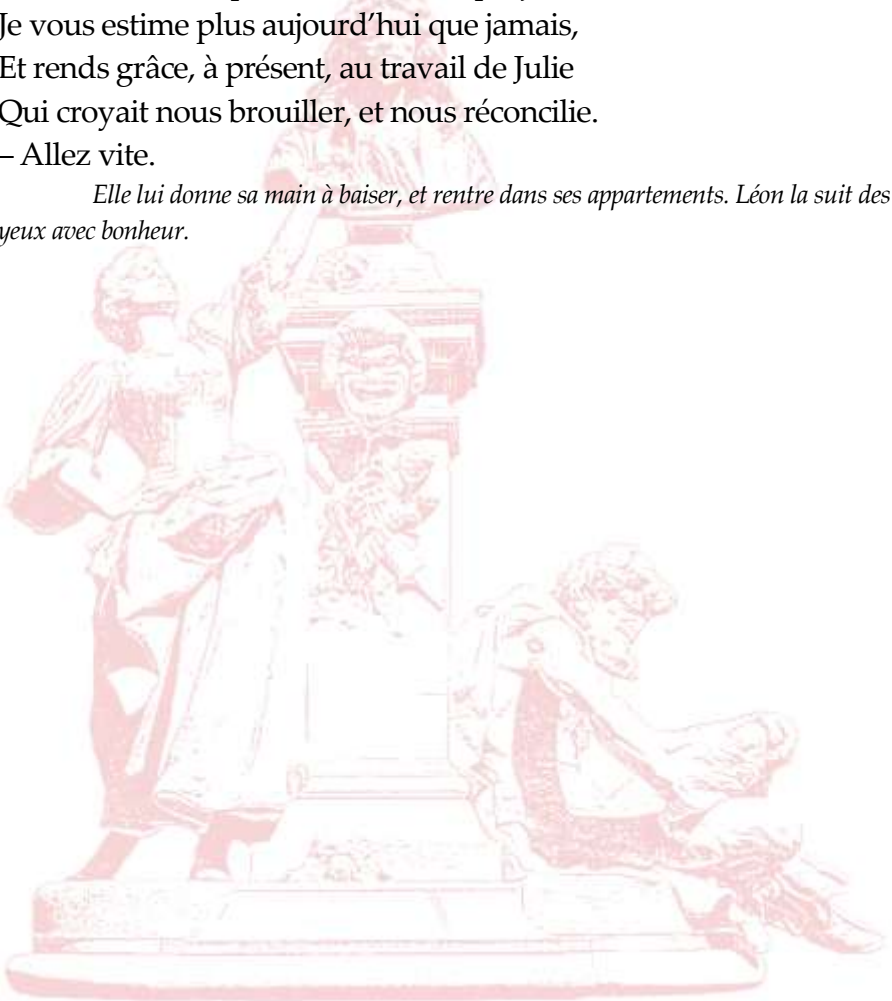 Je vous estime plus aujourd’hui que jamais,
Et rends grâce, à présent, au travail de Julie
Qui croyait nous brouiller, et nous réconcilie.
– Allez vite.
Elle lui donne sa main à baiser, et rentre dans ses appartements. Léon la suit des
yeux avec bonheur.